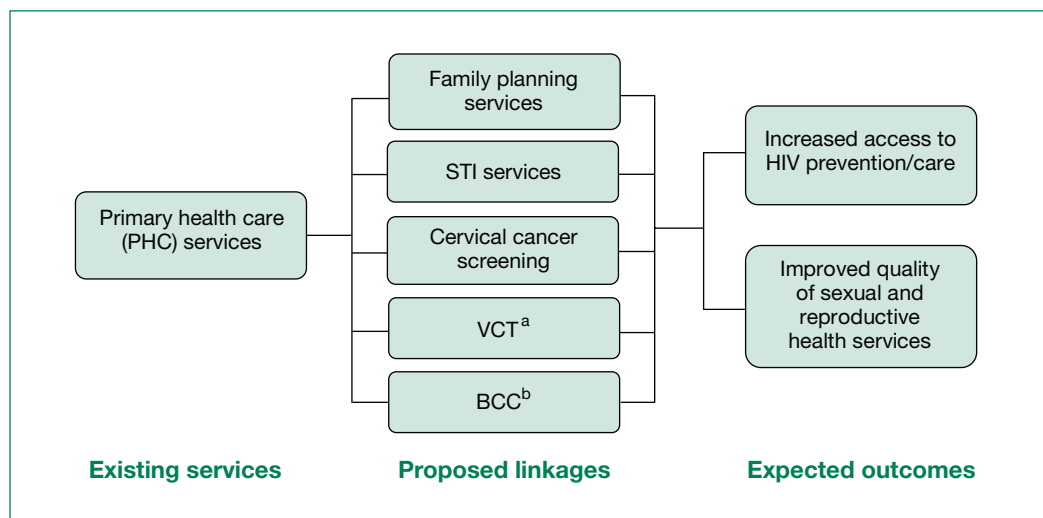 Primary health care
(PHC) services
Family planning
services
STI services
Cervical cancer
screening
VCT a
BCC b
Increased access to
HIV prevention/care
Improved quality
of sexual and
reproductive
health services
Existing services
Proposed linkages
Expected outcomes